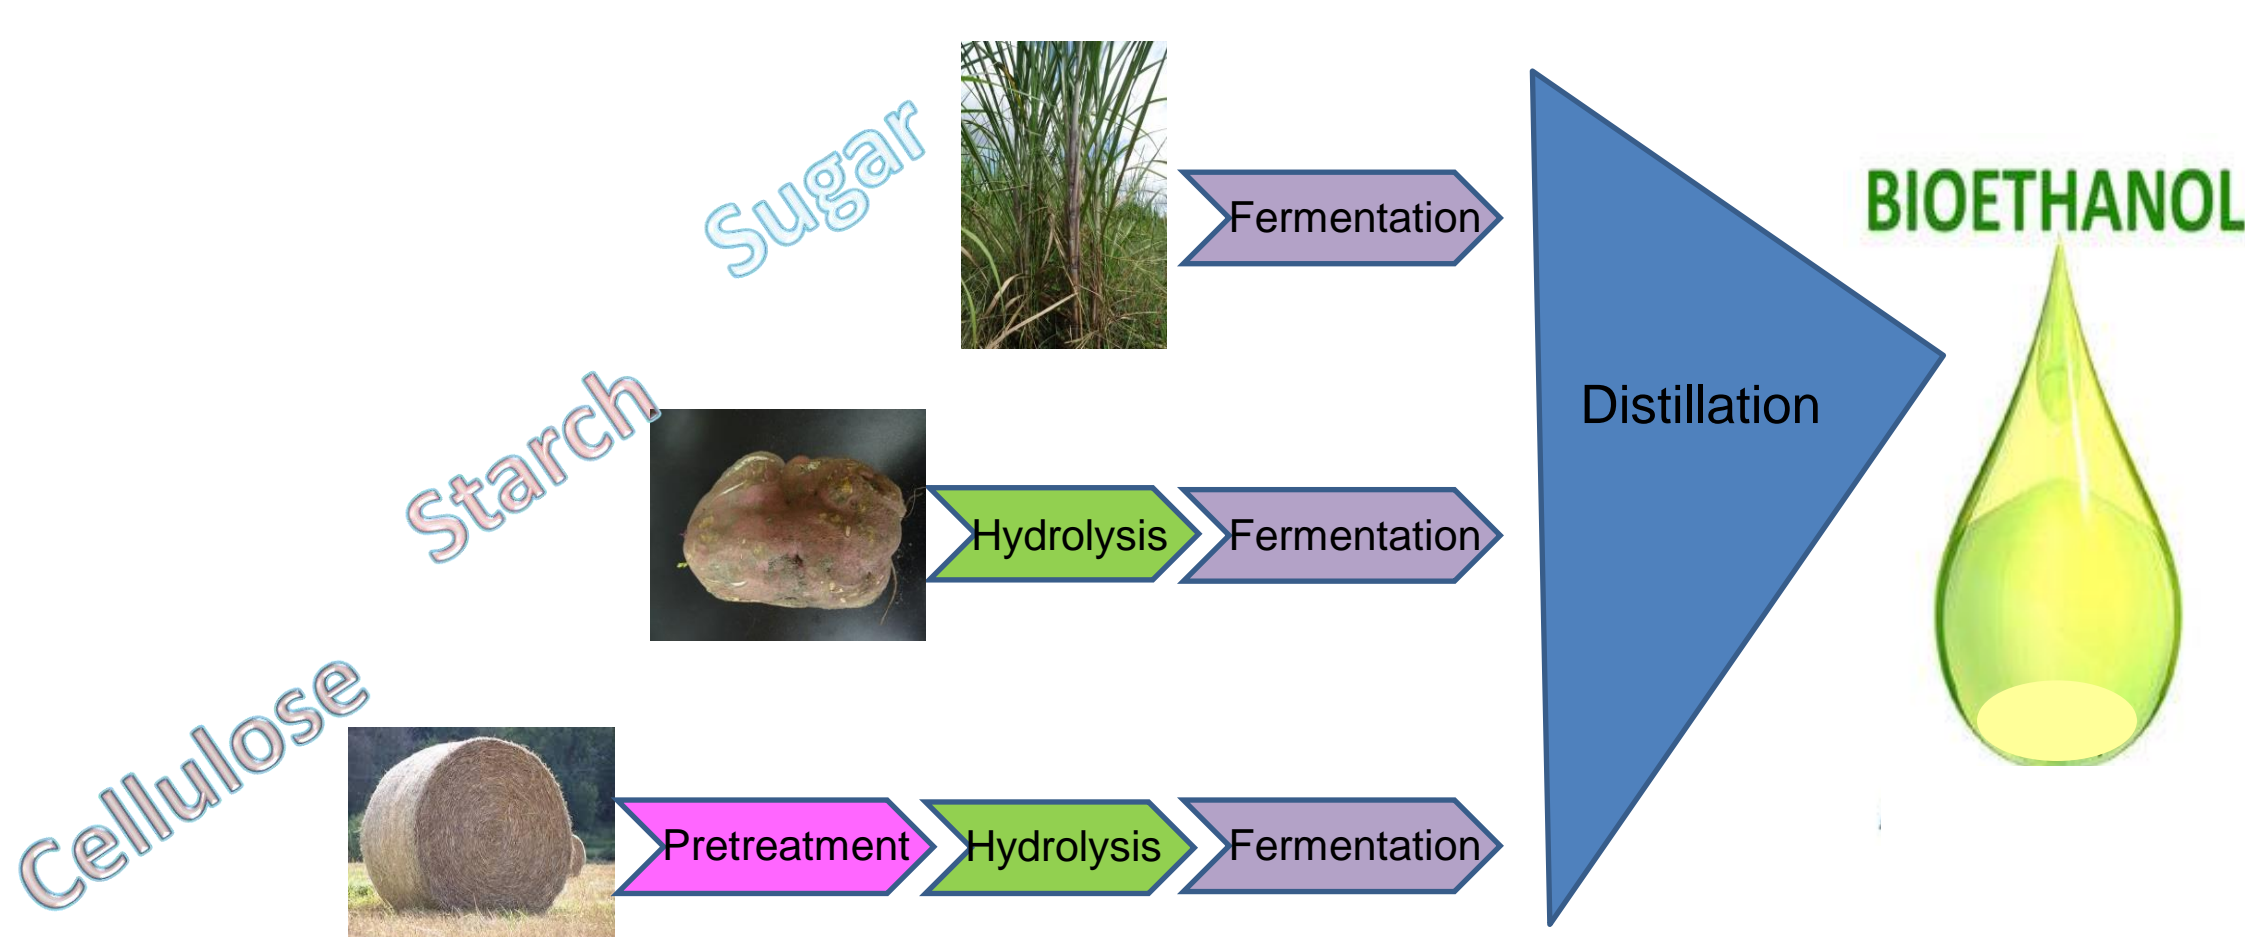 Sugar
Fermentation
BIOETHANOL
Starch
Hydrolysis
Fermentation
Distillation
Cellulose
Pretreatment
Hydrolysis
Fermentation